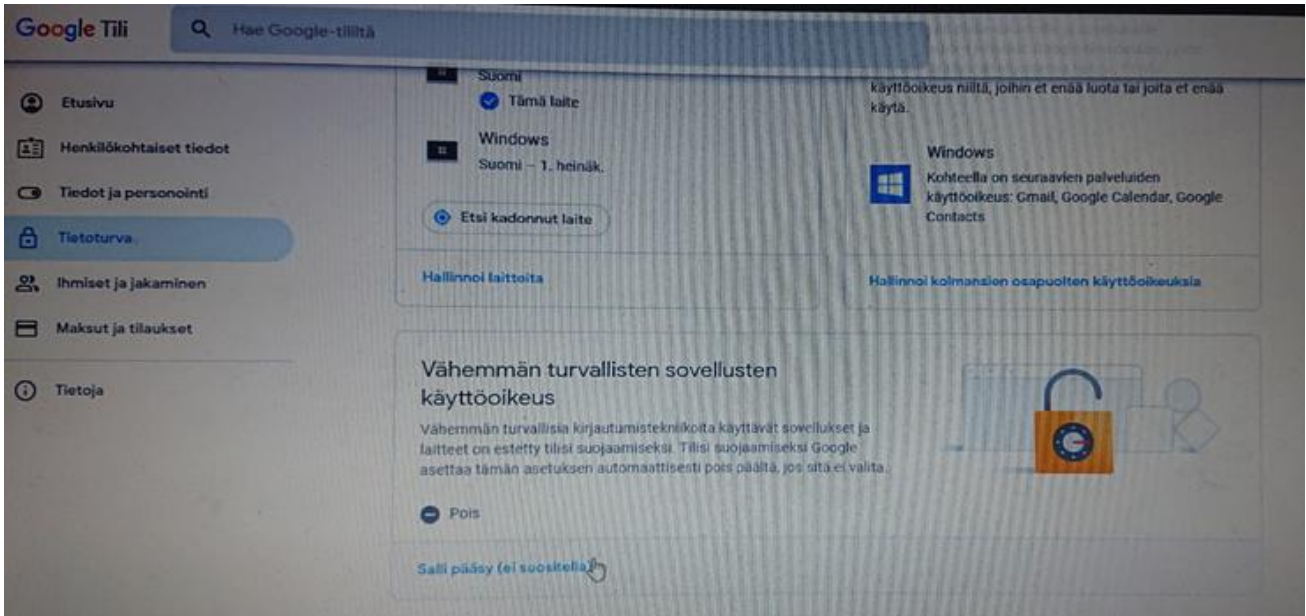 Google Tili
Hae Google-tililtä
Etusivu
Henkilökohtaiset tiedot
Tiedot ja personointi
Tietoturva
Ihmiset ja jakaminen
Maksut ja tilaukset
Tietoja
Suomi
Tämä laite
Windows
Suomi – 1. heinäk.
Etsi kadonnut laite
Hallinnoi laitteita
käyttöoikeus niiltä, joihin et enää luota tai joita et enää
käytä.
Windows
Kohteella on seuraavien palveluiden
käyttöoikeus: Gmail, Google Calendar, Google
Contacts
Hallinnoi kolmansien osapuolten käyttöoikeuksia
Vähemmän turvallisten sovellusten
käyttöoikeus
Vähemmän turvallisia kirjautumistekniikoita käyttävät sovellukset ja
laitteet on estetty tilisi suojaamiseksi. Tilisi suojaamiseksi Google
asettaa tämän asetuksen automaattisesti pois päältä, jos sitä ei valita.
Pois
Salli pääsy (ei suositella)